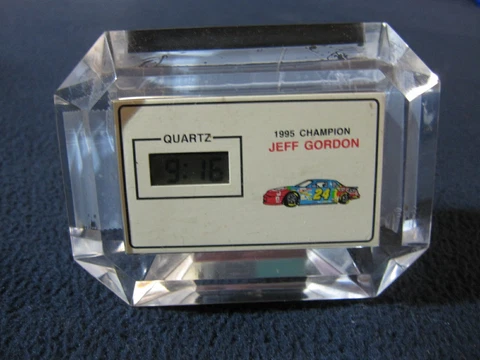 QUARTZ
9:16
1995 CHAMPION
JEFF GORDON
24